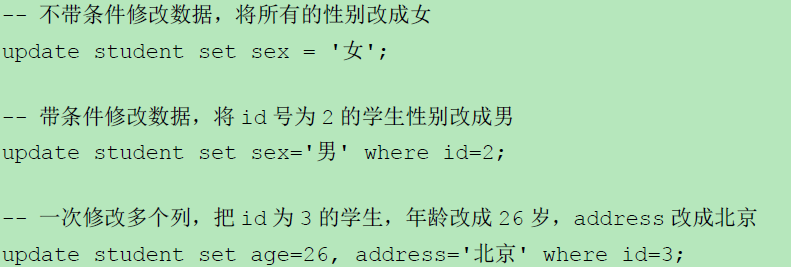 -- 不带条件修改数据，将所有的性别改成女
update student set sex = '女';
-- 带条件修改数据，将 id 号为 2 的学生性别改成男
update student set sex='男' where id=2;
-- 一次修改多个列，把 id 为 3 的学生，年龄改成 26 岁，address 改成北京
update student set age=26, address='北京' where id=3;